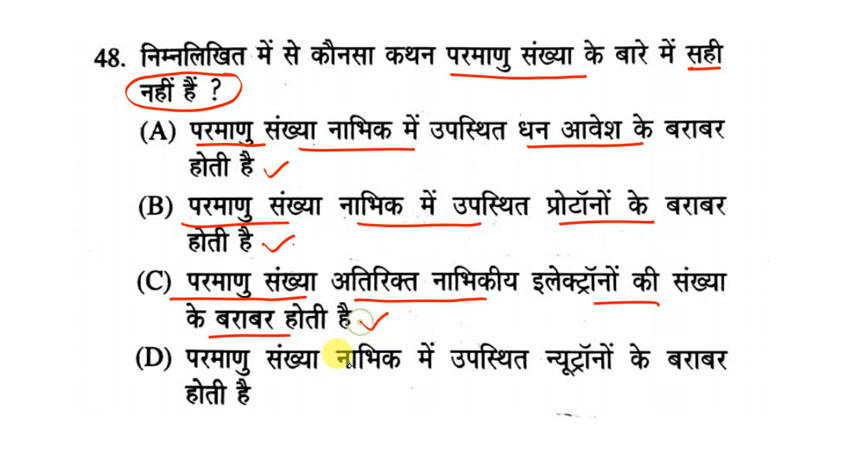 48. निम्नलिखित में से कौनसा कथन परमाणु संख्या के बारे में सही
नहीं हैं ?
(A) परमाणु संख्या नाभिक में उपस्थित धन आवेश के बराबर
होती है
(B) परमाणु संख्या नाभिक में उपस्थित प्रोटॉनों के बराबर
होती है
(C) परमाणु संख्या अतिरिक्त नाभिकीय इलेक्ट्रॉनों की संख्या
के बराबर होती है
(D) परमाणु संख्या नाभिक में उपस्थित न्यूट्रॉनों के बराबर
होती है